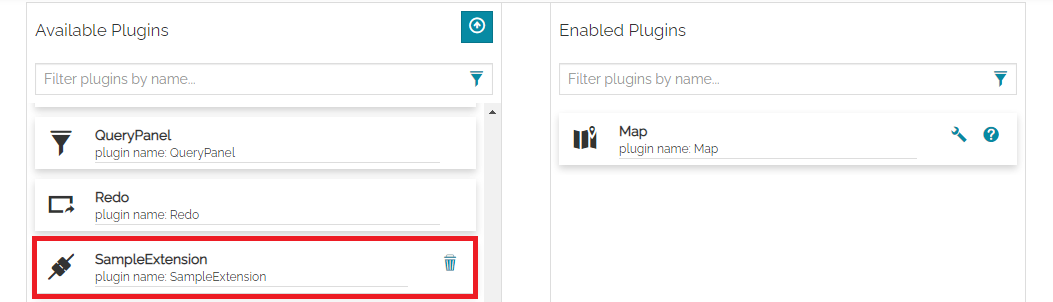 Available Plugins
Filter plugins by name...
QueryPanel
plugin name: QueryPanel
Redo
plugin name: Redo
SampleExtension
plugin name: SampleExtension
Enabled Plugins
Filter plugins by name...
Map
plugin name: Map